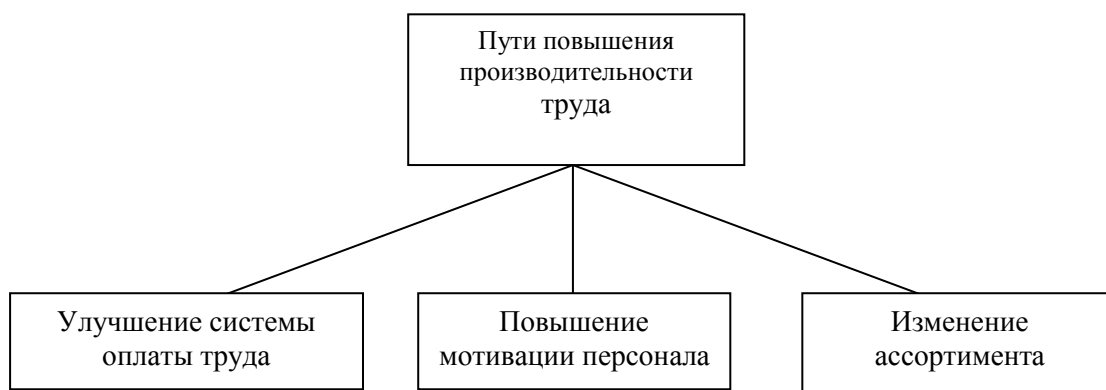 Пути повышения
производительности
труда
Улучшение системы
оплаты труда
Повышение
мотивации персонала
Изменение
ассортимента